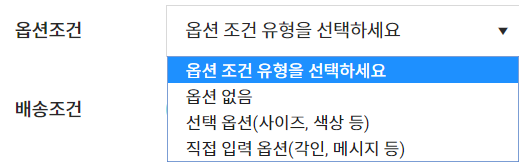 옵션조건
옵션 조건 유형을 선택하세요
옵션 조건 유형을 선택하세요
옵션 없음
배송조건
선택 옵션(사이즈, 색상 등)
직접 입력 옵션(각인, 메시지 등)